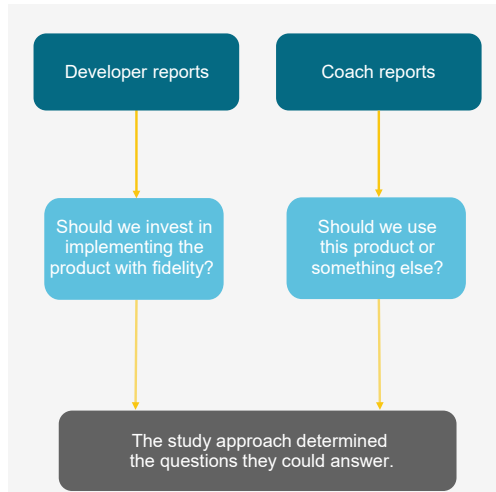 Developer reports
Coach reports
Should we invest in
implementing the
product with fidelity?
Should we use
this product or
something else?
The study approach determined
the questions they could answer.